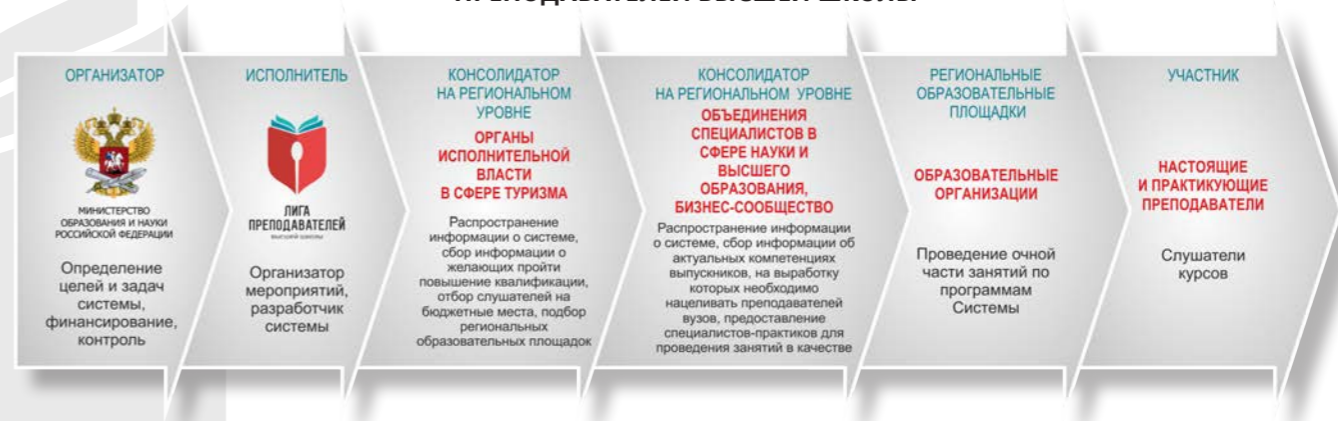 ПРЕПОДАВАТЕЛЕЙ ВЫСШЕЙ ШКОЛЫ
ОРГАНИЗАТОР
МИНИСТЕРСТВО
ОБРАЗОВАНИЯ И НАУКИ
РОССИЙСКОЙ ФЕДЕРАЦИИ
Определение
целей и задач
системы,
финансирование,
контроль
ИСПОЛНИТЕЛЬ
ЛИГА
ПРЕПОДАВАТЕЛЕЙ
ВЫСШЕЙ ШКОЛЫ
Организатор
мероприятий,
разработчик
системы
КОНСОЛИДАТОР
НА РЕГИОНАЛЬНОМ
УРОВНЕ
ОРГАНЫ
ИСПОЛНИТЕЛЬНОЙ
ВЛАСТИ
В СФЕРЕ ТУРИЗМА
Распространение
информации о системе,
сбор информации о
желающих пройти
повышение квалификации,
отбор слушателей на
бюджетные места, подбор
региональных
образовательных площадок
КОНСОЛИДАТОР
НА РЕГИОНАЛЬНОМ УРОВНЕ
ОБЪЕДИНЕНИЯ
СПЕЦИАЛИСТОВ В
СФЕРЕ НАУКИ И
ВЫСШЕГО
ОБРАЗОВАНИЯ,
БИЗНЕС-СООБЩЕСТВО
Распространение информации
о системе, сбор информации об
актуальных компетенциях
выпускников, на выработку
которых необходимо
нацеливать преподавателей
вузов, предоставление
специалистов-практиков для
проведения занятий в качестве
РЕГИОНАЛЬНЫЕ
ОБРАЗОВАТЕЛЬНЫЕ
ПЛОЩАДКИ
ОБРАЗОВАТЕЛЬНЫЕ
ОРГАНИЗАЦИИ
Проведение очной
части занятий по
программам
Системы
УЧАСТНИК
НАСТОЯЩИЕ
И ПРАКТИКУЮЩИЕ
ПРЕПОДАВАТЕЛИ
Слушатели
курсов